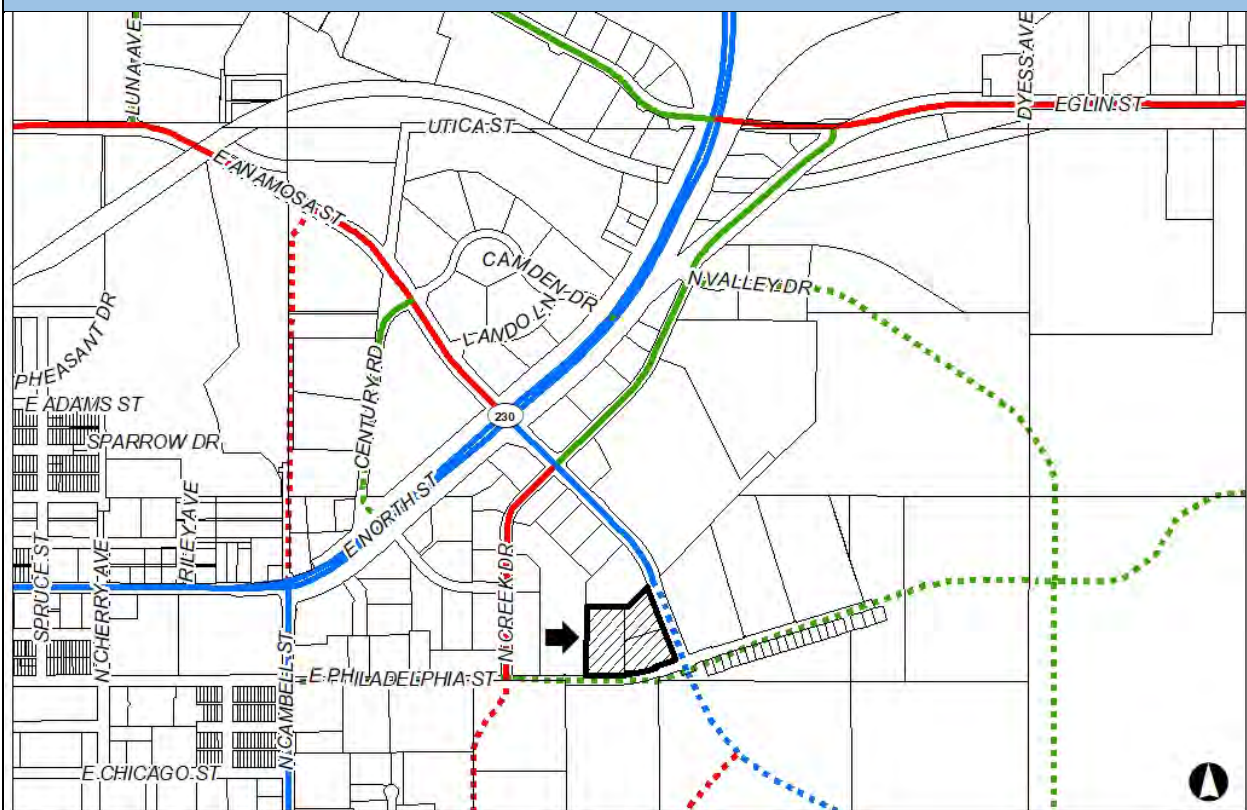 LUNA AVE
DYESS AVE
EGLIN ST
UTICA ST
E ANAMOSA ST
CAMDEN DR
N VALLEY DR
LANDO LN
PHEASANT DR
CENTURY RD
E ADAMS ST
230
SPARROW DR
E NORTH ST
RILEY AVE
SPRUCE ST
N CHERRY AVE
N CREEK DR
N CAMBELL ST
E PHILADELPHIA ST
E CHICAGO ST